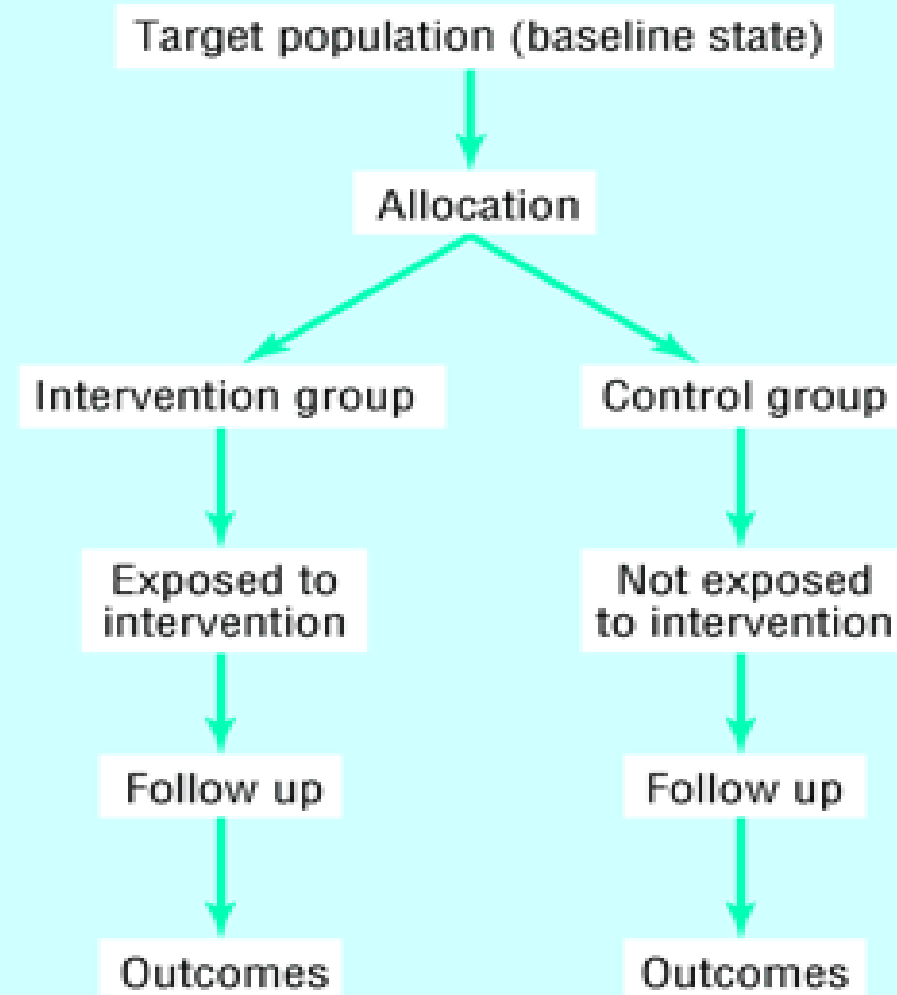 Target population (baseline state)
Allocation
Intervention group
Control group
Exposed to
intervention
Not exposed
to intervention
Follow up
Follow up
Outcomes
Outcomes